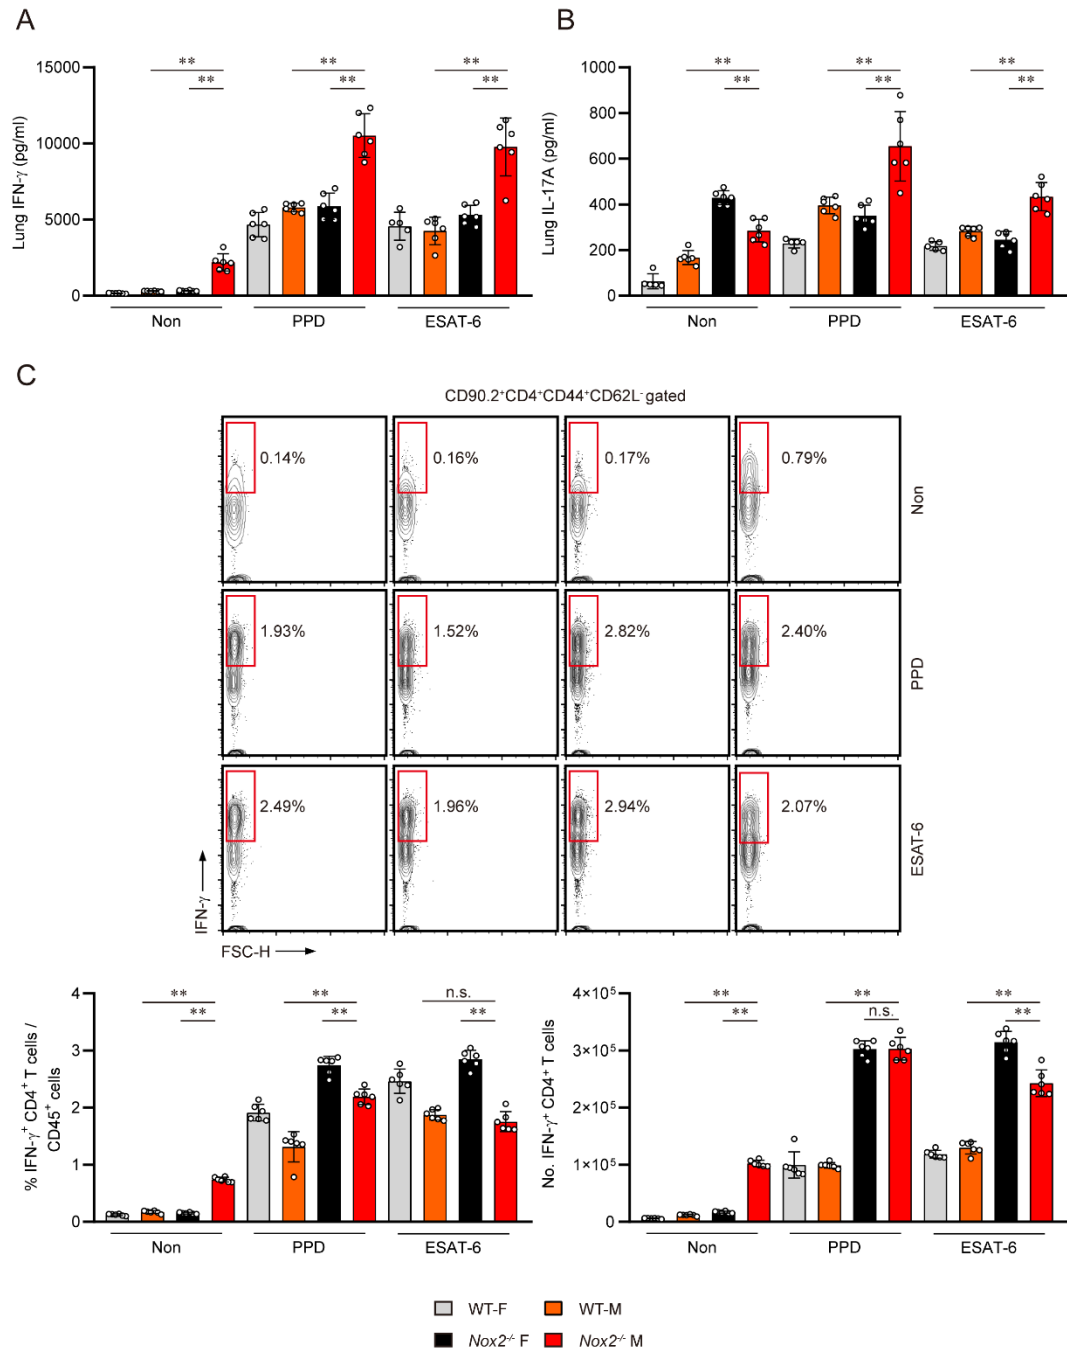 A
B
Lung IFN-γ (pg/ml)
15000
10000
5000
0
**
**
**
**
**
**
Non
PPD
ESAT-6
Lung IL-17A (pg/ml)
1000
800
600
400
200
0
**
**
**
**
**
**
Non
PPD
ESAT-6
C
CD90.2⁺CD4⁺CD44⁺CD62L⁻gated
0.14%
0.16%
0.17%
0.79%
Non
1.93%
1.52%
2.82%
2.40%
PPD
2.49%
1.96%
2.94%
2.07%
ESAT-6
IFN-γ
FSC-H
% IFN-γ⁺ CD4⁺ T cells /
CD45⁺ cells
4
3
2
1
0
**
**
**
**
n.s.
**
Non
PPD
ESAT-6
No. IFN-γ⁺ CD4⁺ T cells
4×10⁵
3×10⁵
2×10⁵
1×10⁵
0
**
**
**
n.s.
**
**
Non
PPD
ESAT-6
WT-F
WT-M
Nox2⁻/⁻ F
Nox2⁻/⁻ M